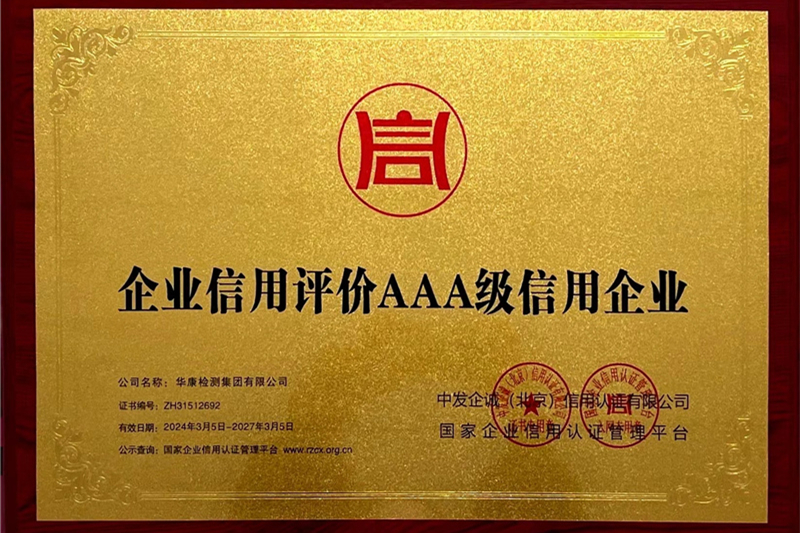 信
企业信用评价AAA级信用企业
公司名称：华康检测集团有限公司
证书编号：ZH31512692
有效日期：2024年3月5日-2027年3月5日
公示查询：国家企业信用认证管理平台 www.rzcx.org.cn
中发企诚（北京）信用认证有限公司
国家企业信用认证管理平台